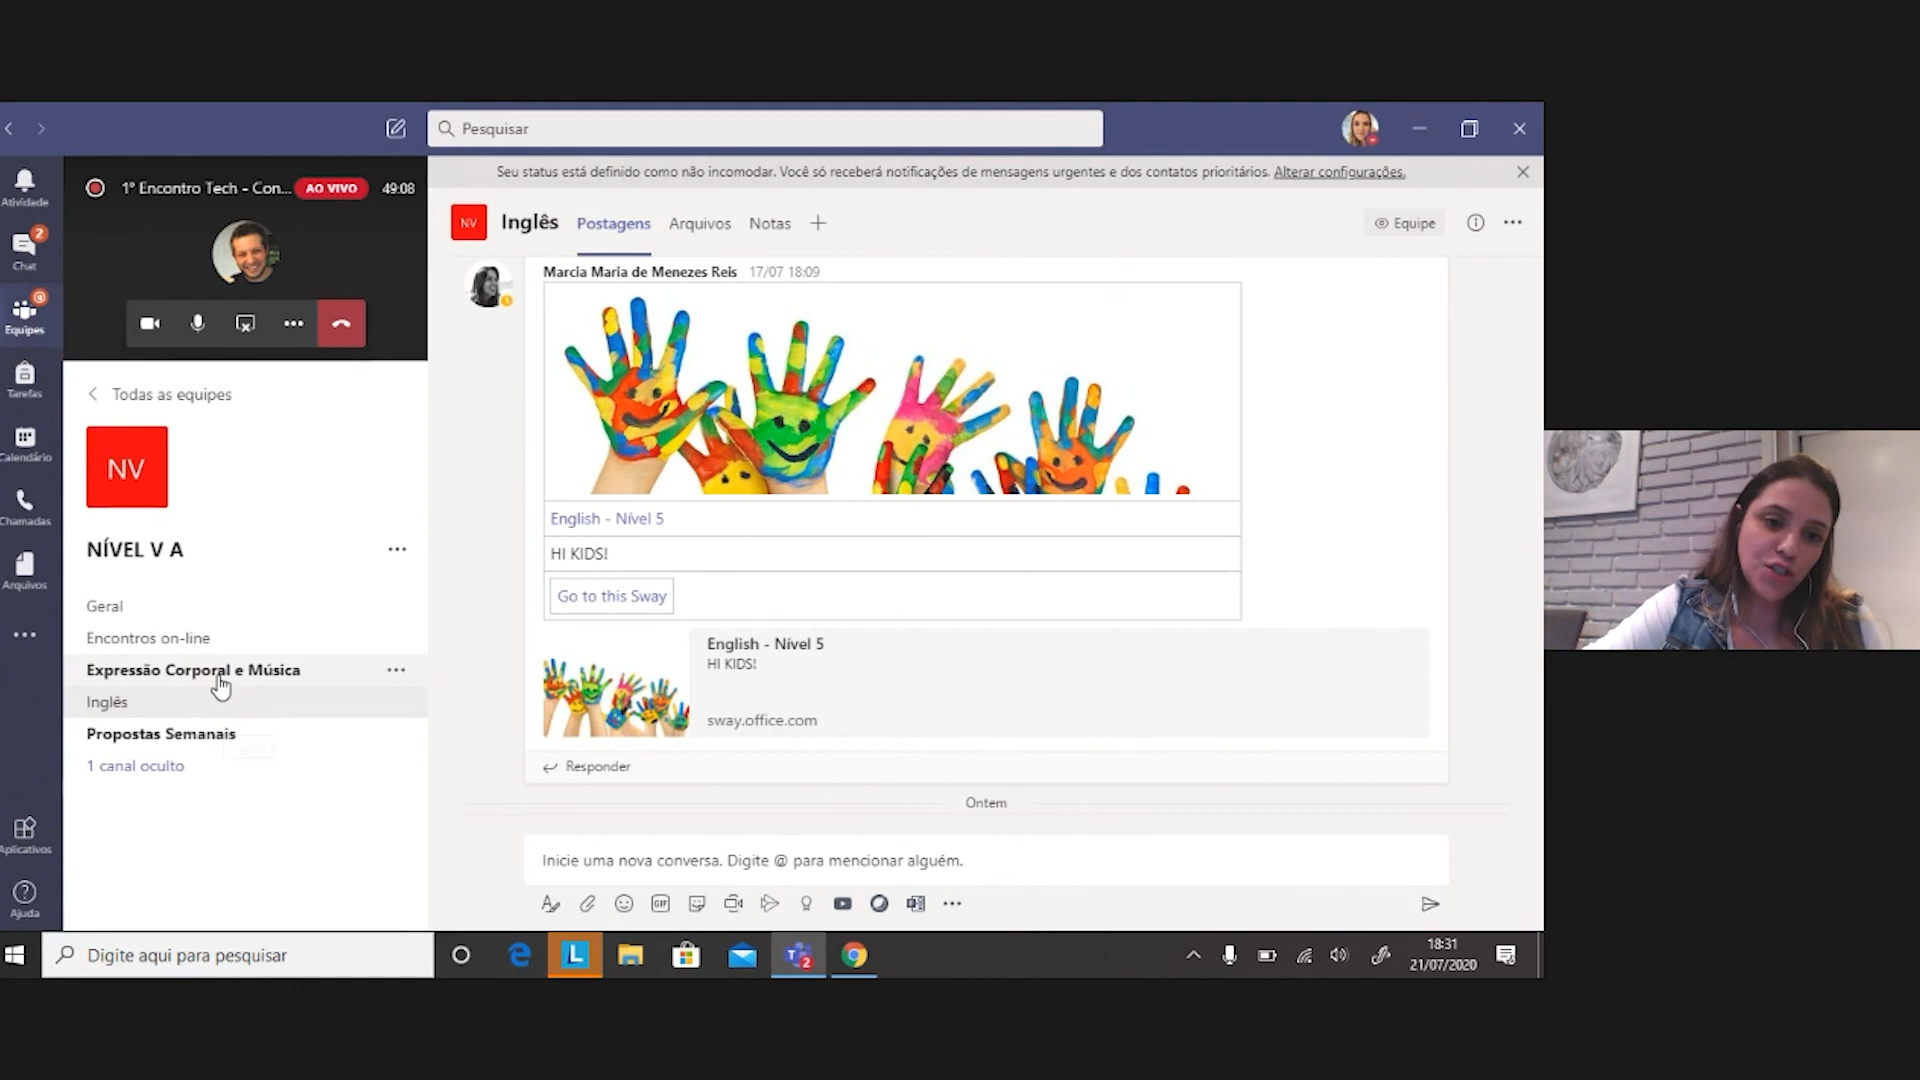 Pesquisar
Seu status está definido como não incomodar. Você só receberá notificações de mensagens urgentes e dos contatos prioritários. Alterar configurações.
Atividade
Chat
2
Equipes
Tarefas
Calendário
Chamadas
Arquivos
Aplicativos
Ajuda
1º Encontro Tech - Con... AO VIVO 49:08
Todas as equipes
NV
NÍVEL V A
Geral
Encontros on-line
Expressão Corporal e Música
Inglês
Propostas Semanais
1 canal oculto
NV Inglês Postagens Arquivos Notas Equipe
Marcia Maria de Menezes Reis 17/07 18:09
English - Nível 5
HI KIDS!
Go to this Sway
English - Nível 5
HI KIDS!
sway.office.com
Responder
Ontem
Inicie uma nova conversa. Digite @ para mencionar alguém.
GIF
Digite aqui para pesquisar
L
2
18:31
21/07/2020